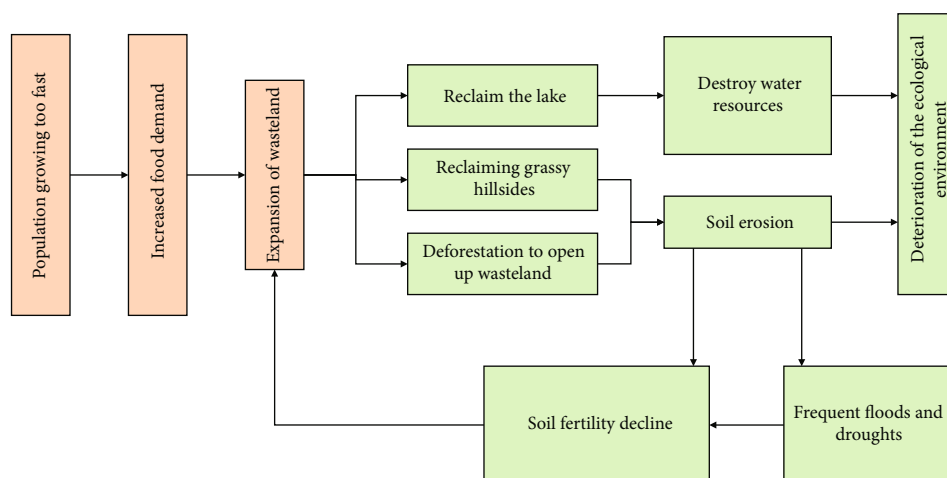 Population growing too fast
Increased food demand
Expansion of wasteland
Reclaim the lake
Reclaiming grassy
hillsides
Deforestation to open
up wasteland
Destroy water
resources
Soil erosion
Deterioration of the ecological
environment
Soil fertility decline
Frequent floods and
droughts